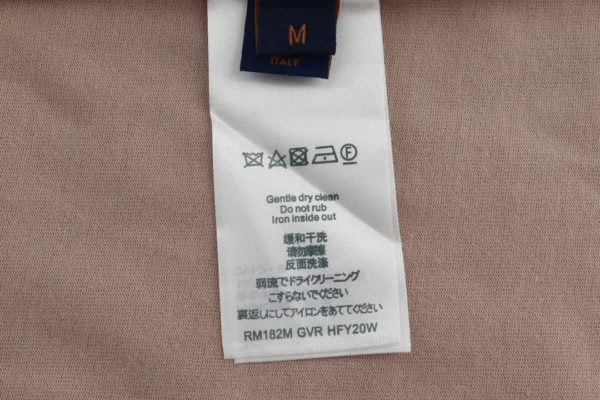 M
ITALY
Gentle dry clean
Do not rub
Iron inside out
缓和干洗
请勿摩擦
反面洗涤
弱流でドライクリーニング
こすらないでください
裏返しにしてアイロンをあててください
RM182M GVR HFY20W